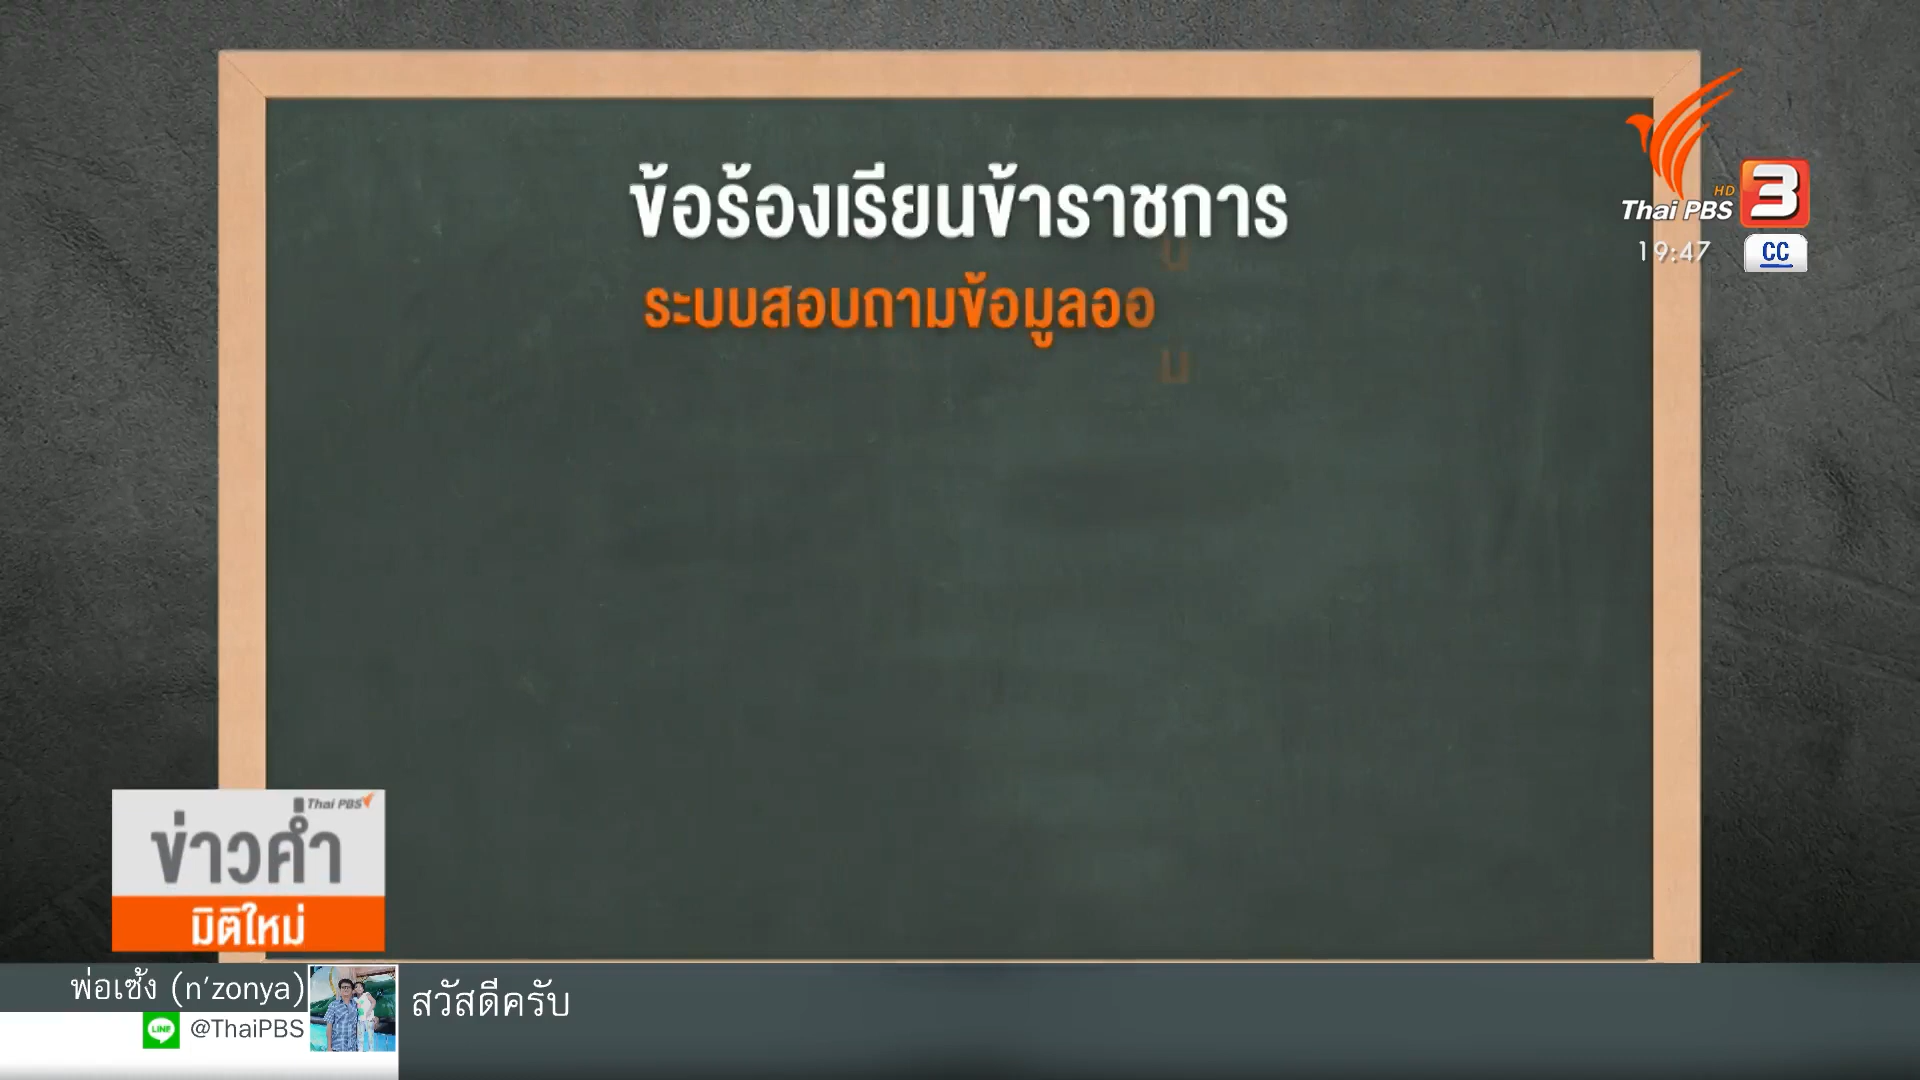 ข้อร้องเรียนข้าราชการ
ระบบสอบถามข้อมูลออ
น
น
HD
Thai PBS
3
19:47
CC
Thai PBS
ข่าวค่ำ
มิติใหม่
พ่อเซ้ง (n'zonya)
สวัสดีครับ
LINE
@ThaiPBS